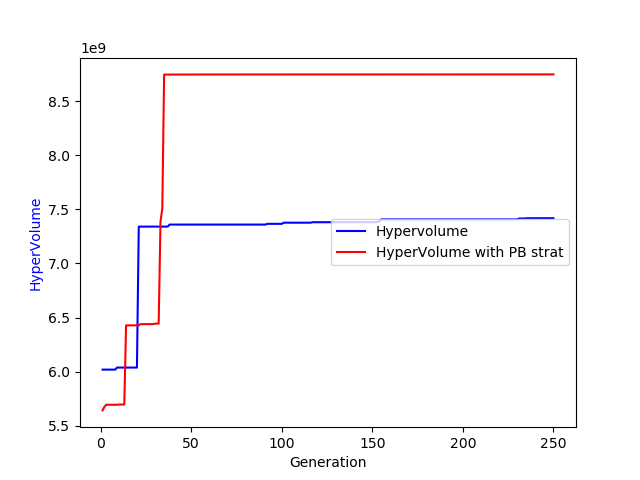 1e9
8.5
8.0
7.5
7.0
6.5
6.0
5.5
HyperVolume
Hypervolume
HyperVolume with PB strat
0 50 100 150 200 250
Generation